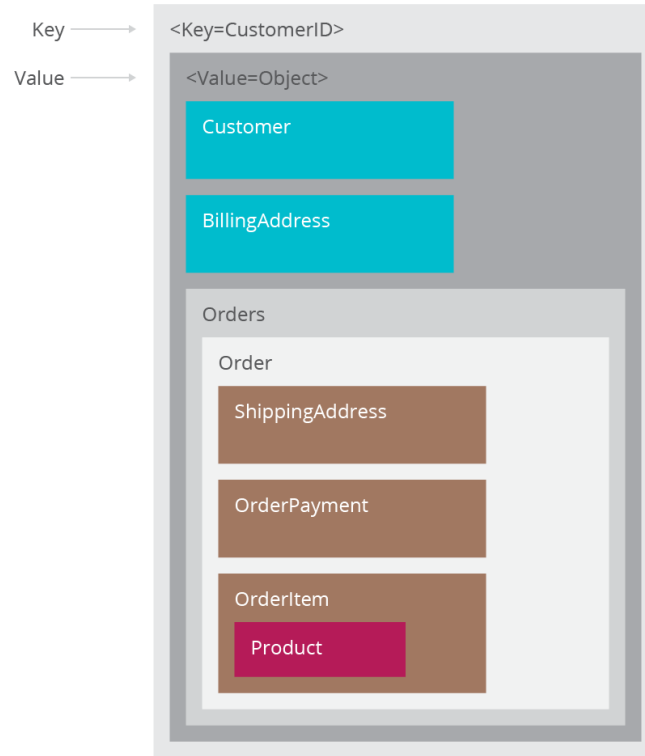 Key
<Key=CustomerID>
Value
<Value=Object>
Customer
BillingAddress
Orders
Order
ShippingAddress
OrderPayment
OrderItem
Product